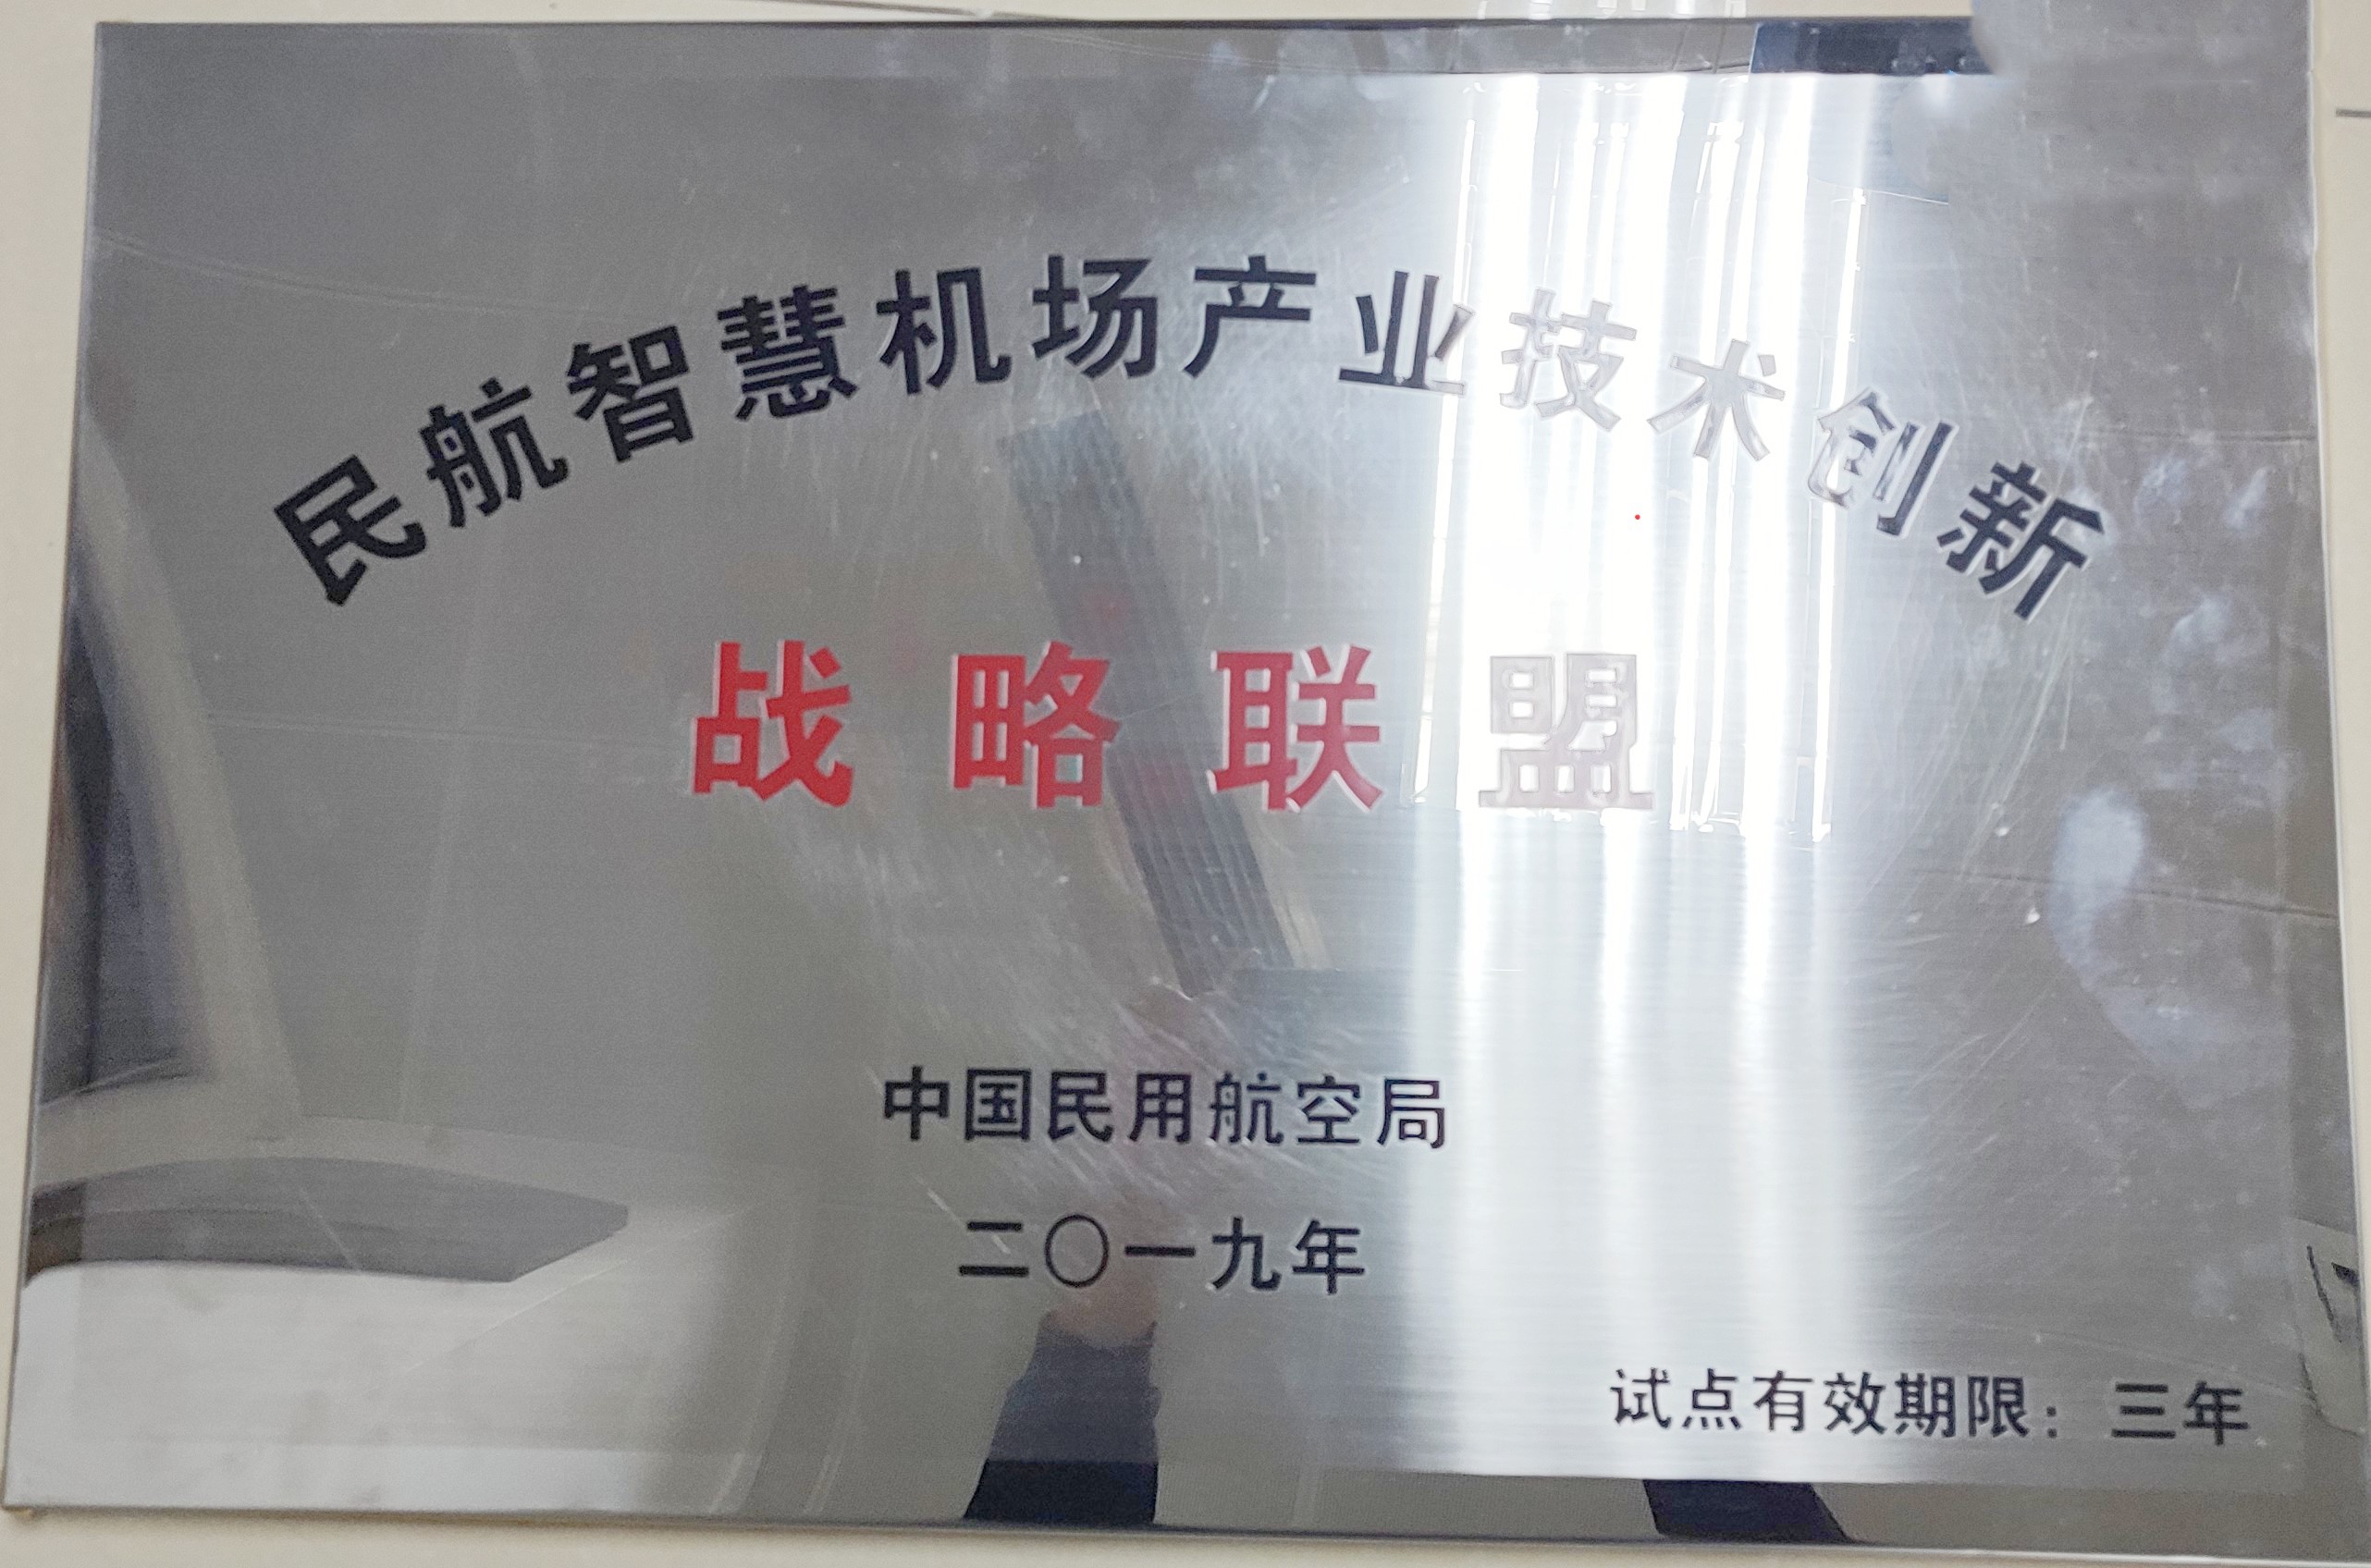 民航智慧机场产业技术创新
战略联盟
中国民用航空局
二〇一九年
试点有效期限：三年